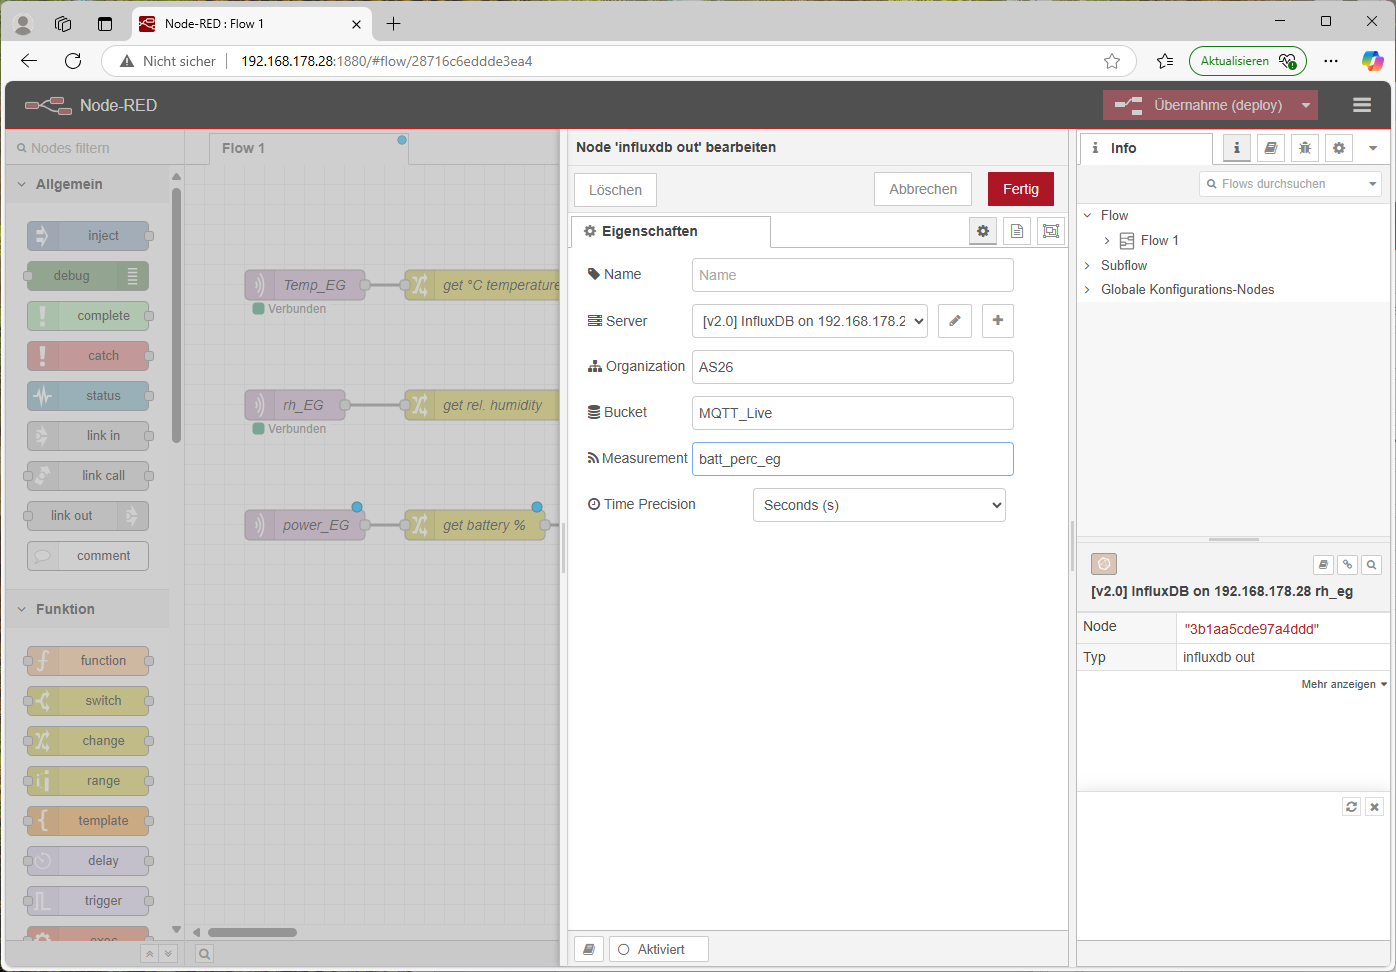 Node-RED : Flow 1
Nicht sicher
192.168.178.28:1880/#flow/28716c6eddde3ea4
Aktualisieren
Node-RED
Übernahme (deploy)
Nodes filtern
Allgemein
inject
debug
complete
catch
status
link in
link call
link out
comment
Funktion
function
switch
change
range
template
delay
trigger
exec
Flow 1
Temp_EG
get °C temperature
Verbunden
rh_EG
get rel. humidity
Verbunden
power_EG
get battery %
Node 'influxdb out' bearbeiten
Löschen
Abbrechen
Fertig
Eigenschaften
Name
Name
Server
[v2.0] InfluxDB on 192.168.178.2
Organization
AS26
Bucket
MQTT_Live
Measurement
batt_perc_eg
Time Precision
Seconds (s)
Aktiviert
Info
Flows durchsuchen
Flow
Flow 1
Subflow
Globale Konfigurations-Nodes
[v2.0] InfluxDB on 192.168.178.28 rh_eg
Node
"3b1aa5cde97a4ddd"
Typ
influxdb out
Mehr anzeigen